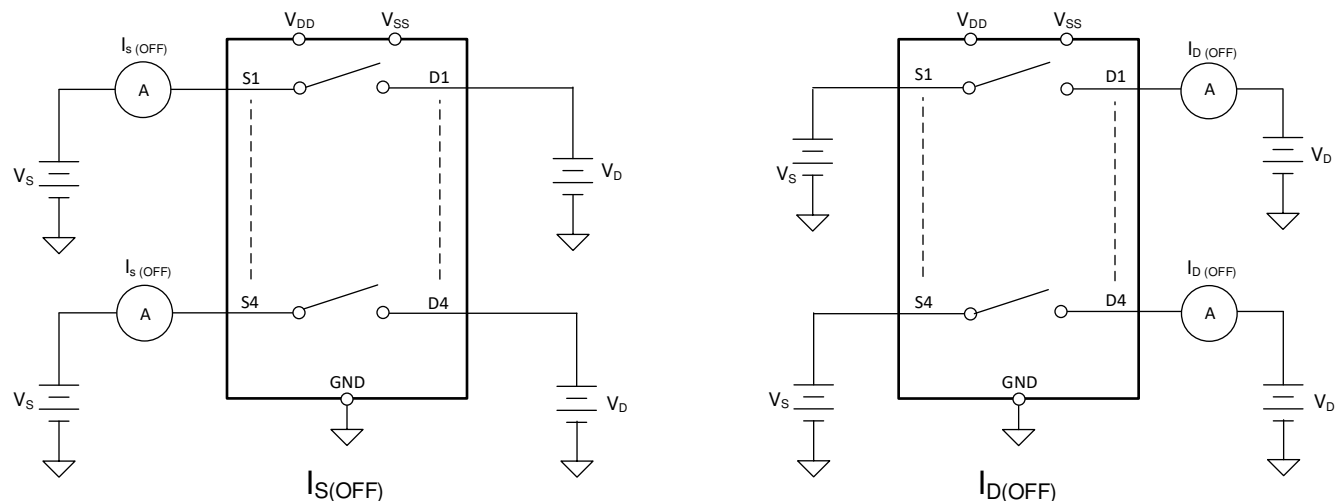 VDD VSS
Is (OFF)
A
S1 D1
VS
VD
Is (OFF)
A
S4 D4
VS
GND
VD
IS(OFF)
VDD VSS
ID (OFF)
S1 D1
A
VS
VD
ID (OFF)
S4 D4
A
VS
GND
VD
ID(OFF)